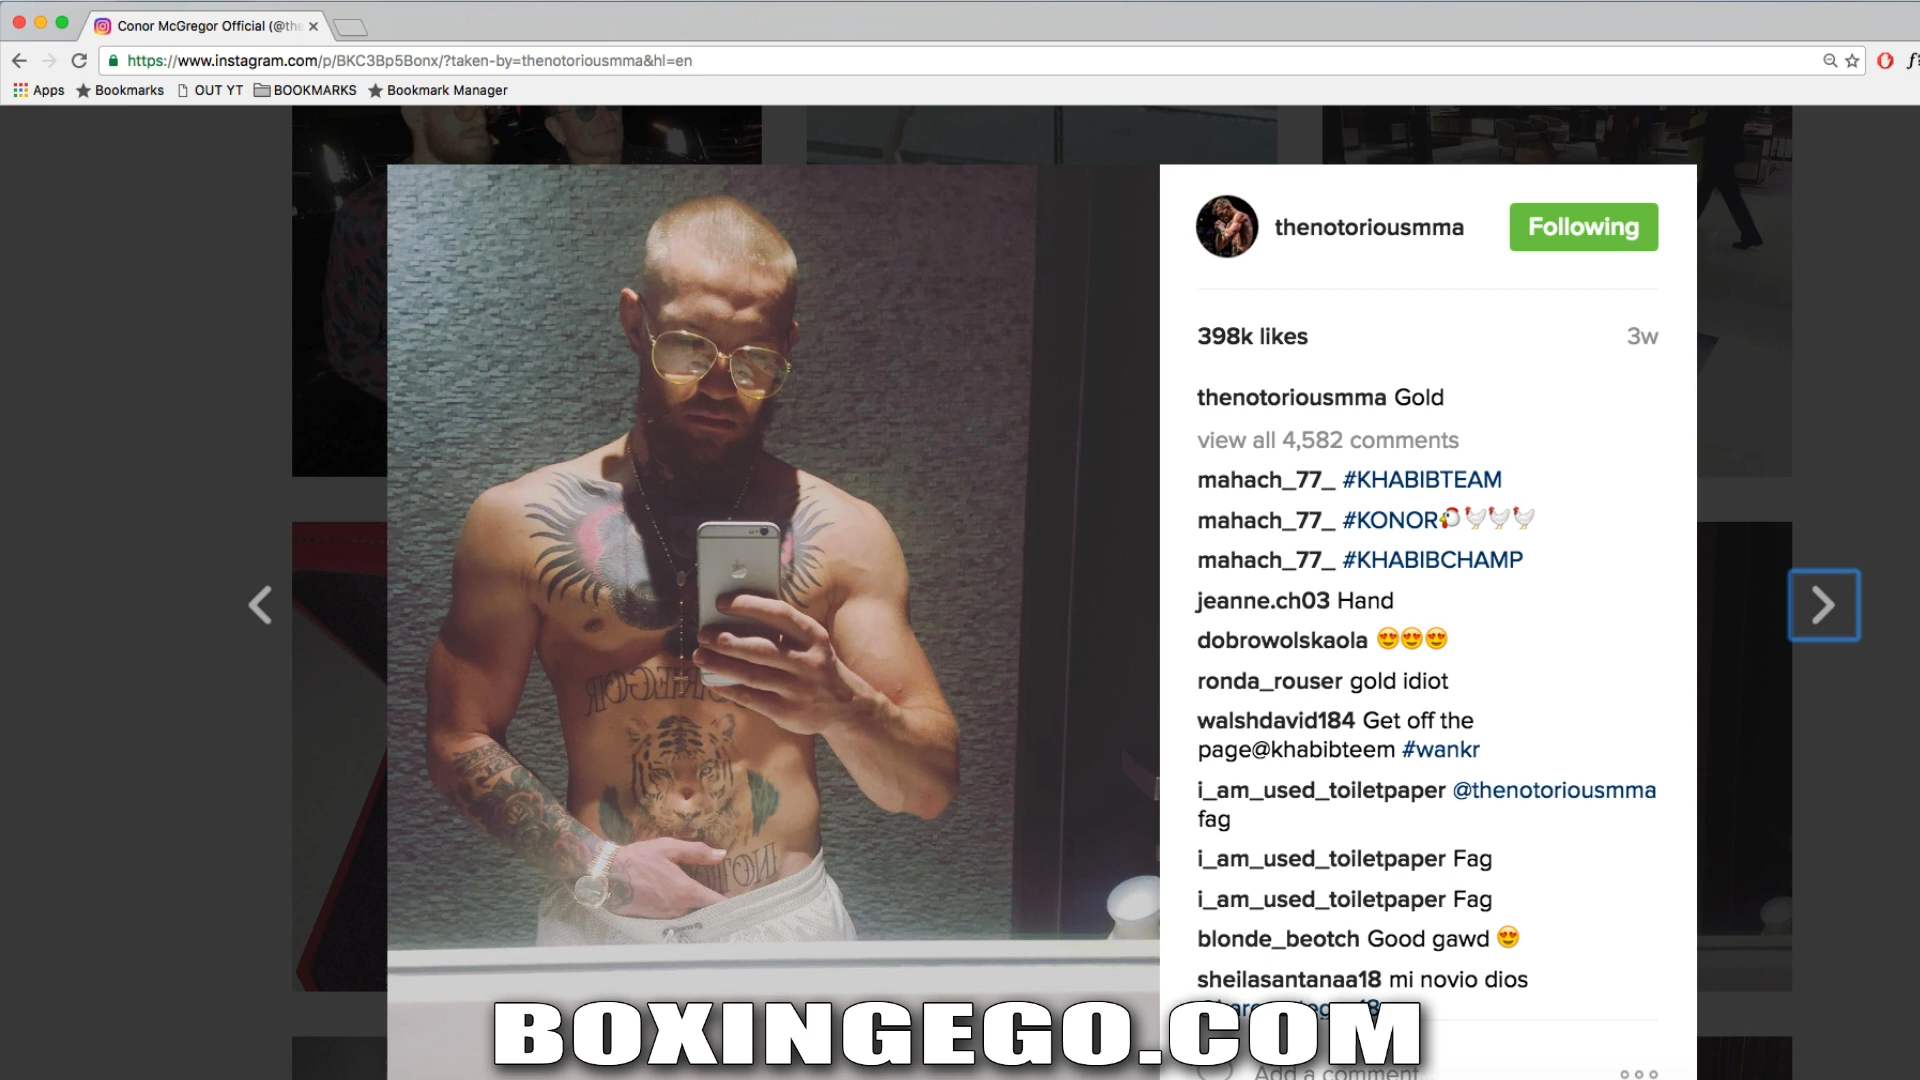 Conor McGregor Official (@the
https://www.instagram.com/p/BKC3Bp5Bonx/?taken-by=thenotoriousmma&hl=en
Apps Bookmarks OUT YT BOOKMARKS Bookmark Manager
thenotoriousmma Following
398k likes 3w
thenotoriousmma Gold
view all 4,582 comments
mahach_77_ #KHABIBTEAM
mahach_77_ #KONOR🐔🐓🐓🐓
mahach_77_ #KHABIBCHAMP
jeanne.ch03 Hand
dobrowolskaola 😍😍😍
ronda_rouser gold idiot
walshdavid184 Get off the
page@khabibteem #wankr
i_am_used_toiletpaper @thenotoriousmma
fag
i_am_used_toiletpaper Fag
i_am_used_toiletpaper Fag
blonde_beotch Good gawd 😍
sheilasantanaa18 mi novio dios
Add a comment...
BOXINGEGO.COM